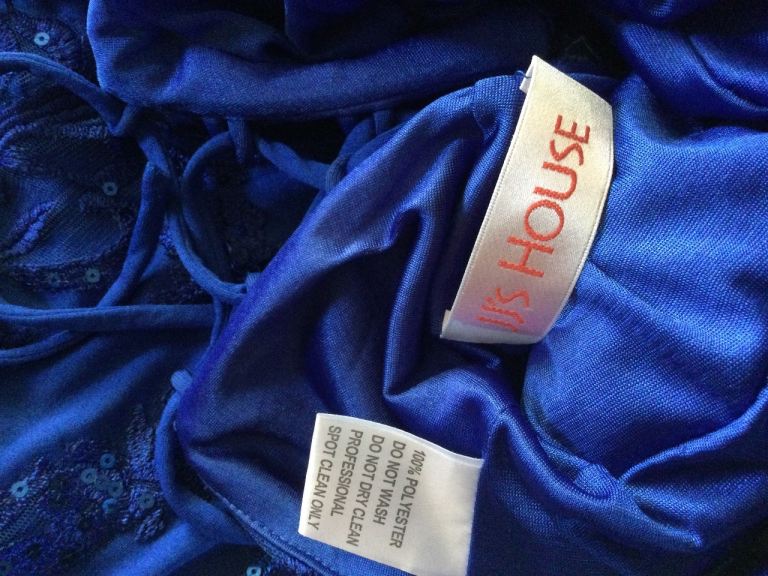 JJ's HOUSE
100% POLYESTER
DO NOT WASH
DO NOT DRY CLEAN
PROFESSIONAL
SPOT CLEAN ONLY